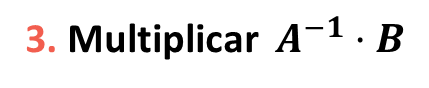 3. Multiplicar A⁻¹ · B